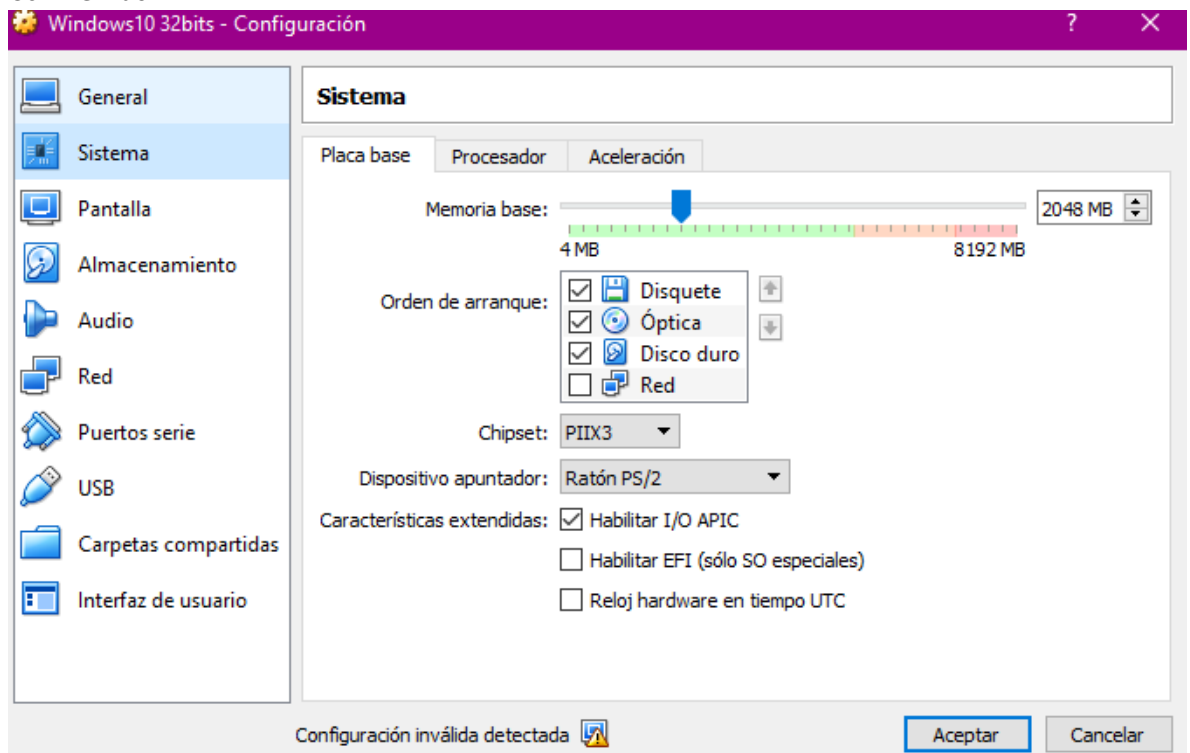 Windows10 32bits - Configuración ?
General
Sistema
Pantalla
Almacenamiento
Audio
Red
Puertos serie
USB
Carpetas compartidas
Interfaz de usuario
Sistema
Placa base Procesador Aceleración
Memoria base: 2048 MB
4 MB 8192 MB
Orden de arranque:
Disquete
Óptica
Disco duro
Red
Chipset: PIIX3
Dispositivo apuntador: Ratón PS/2
Características extendidas: Habilitar I/O APIC
Habilitar EFI (sólo SO especiales)
Reloj hardware en tiempo UTC
Configuración inválida detectada Aceptar Cancelar